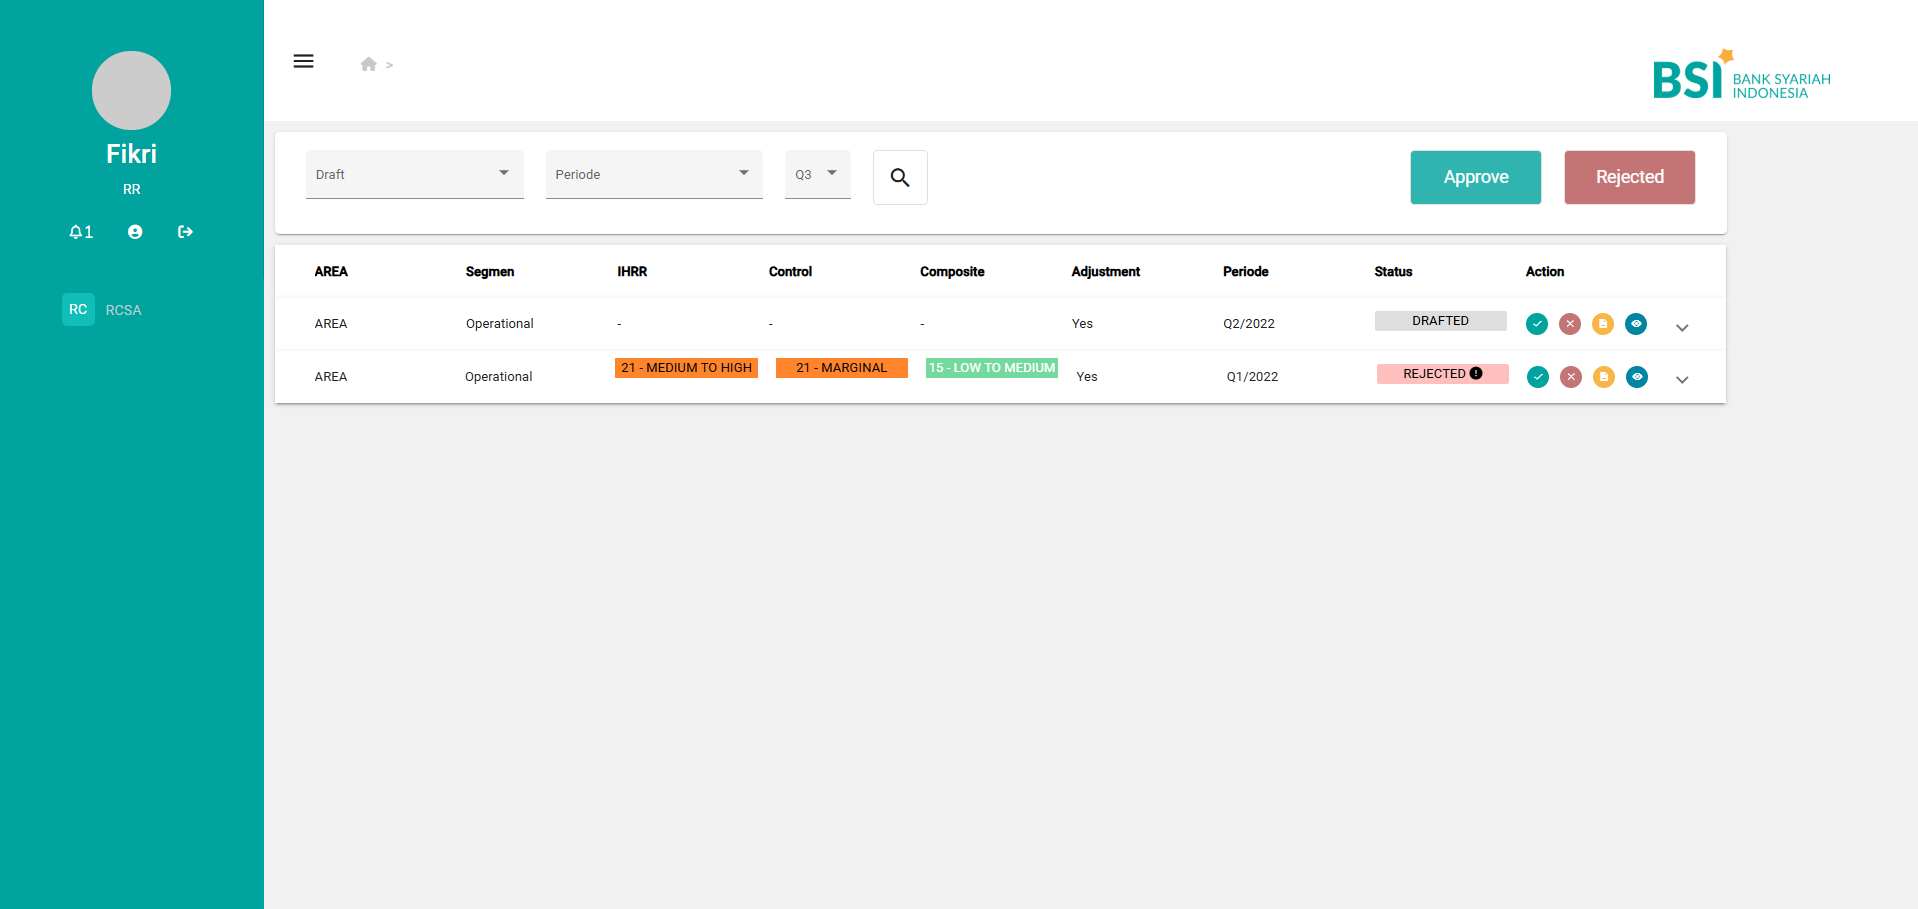 Fikri
RR
1
RC RCSA
>
BSI BANK SYARIAH
INDONESIA
Draft Periode Q3 Approve Rejected
AREA Segmen IHRR Control Composite Adjustment Periode Status Action
AREA Operational - - - Yes Q2/2022 DRAFTED
AREA Operational 21 - MEDIUM TO HIGH 21 - MARGINAL 15 - LOW TO MEDIUM Yes Q1/2022 REJECTED